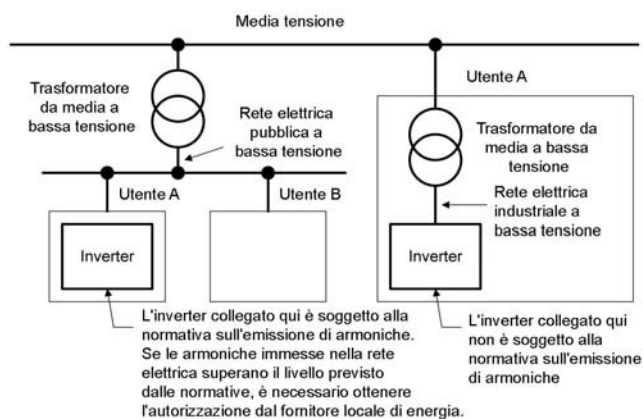 Media tensione
Utente A
Trasformatore
da media a
bassa tensione
Rete elettrica
pubblica a
bassa tensione
Trasformatore da
media a bassa
tensione
Utente A
Utente B
Rete elettrica
industriale a
bassa tensione
Inverter
Inverter
L'inverter collegato qui è soggetto alla
normativa sull'emissione di armoniche.
Se le armoniche immesse nella rete
elettrica superano il livello previsto
dalle normative, è necessario ottenere
l'autorizzazione dal fornitore locale di energia.
L'inverter collegato qui
non è soggetto alla
normativa sull'emissione
di armoniche